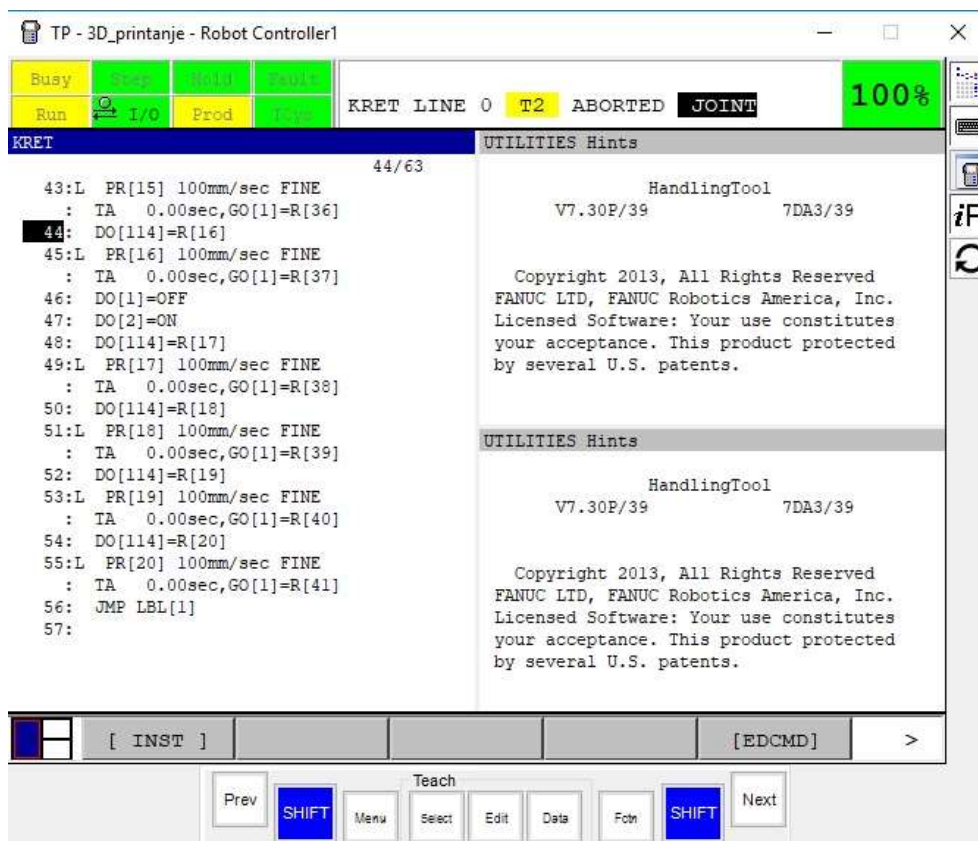 TP - 3D_printanje - Robot Controller1
Busy Step Hold Fault
Run I/O Prod TCyc
KRET LINE 0 T2 ABORTED JOINT
100%
KRET
44/63
43:L PR[15] 100mm/sec FINE
: TA 0.00sec,GO[1]=R[36]
44: DO[114]=R[16]
45:L PR[16] 100mm/sec FINE
: TA 0.00sec,GO[1]=R[37]
46: DO[1]=OFF
47: DO[2]=ON
48: DO[114]=R[17]
49:L PR[17] 100mm/sec FINE
: TA 0.00sec,GO[1]=R[38]
50: DO[114]=R[18]
51:L PR[18] 100mm/sec FINE
: TA 0.00sec,GO[1]=R[39]
52: DO[114]=R[19]
53:L PR[19] 100mm/sec FINE
: TA 0.00sec,GO[1]=R[40]
54: DO[114]=R[20]
55:L PR[20] 100mm/sec FINE
: TA 0.00sec,GO[1]=R[41]
56: JMP LBL[1]
57:
UTILITIES Hints
HandlingTool
V7.30P/39 7DA3/39
Copyright 2013, All Rights Reserved
FANUC LTD, FANUC Robotics America, Inc.
Licensed Software: Your use constitutes
your acceptance. This product protected
by several U.S. patents.
UTILITIES Hints
HandlingTool
V7.30P/39 7DA3/39
Copyright 2013, All Rights Reserved
FANUC LTD, FANUC Robotics America, Inc.
Licensed Software: Your use constitutes
your acceptance. This product protected
by several U.S. patents.
[ INST ] [EDCMD] >
Teach
Prev SHIFT Menu Select Edit Data Fctn SHIFT Next